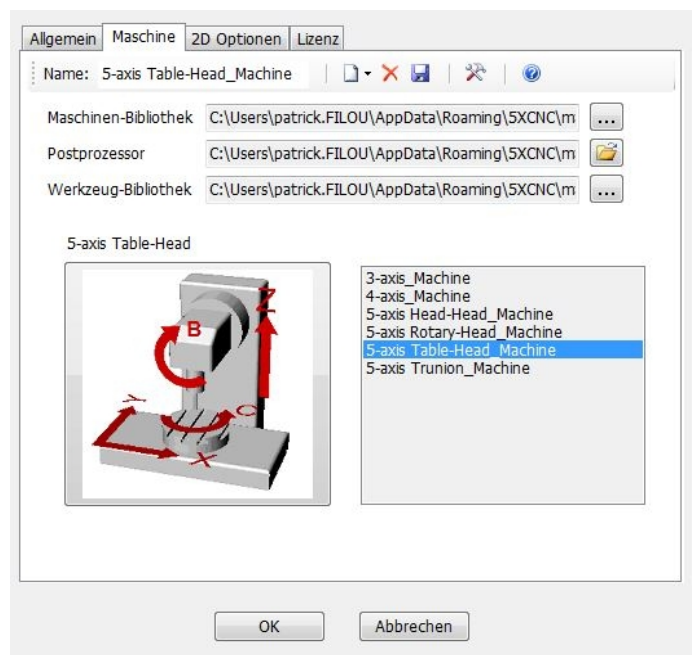 Allgemein Maschine 2D Optionen Lizenz
Name: 5-axis Table-Head_Machine
Maschinen-Bibliothek C:\Users\patrick.FILOU\AppData\Roaming\5XCNC\m ...
Postprozessor C:\Users\patrick.FILOU\AppData\Roaming\5XCNC\m
Werkzeug-Bibliothek C:\Users\patrick.FILOU\AppData\Roaming\5XCNC\m ...
5-axis Table-Head
Z
B
Y
C
X
3-axis_Machine
4-axis_Machine
5-axis Head-Head_Machine
5-axis Rotary-Head_Machine
5-axis Table-Head_Machine
5-axis Trunion_Machine
OK Abbrechen